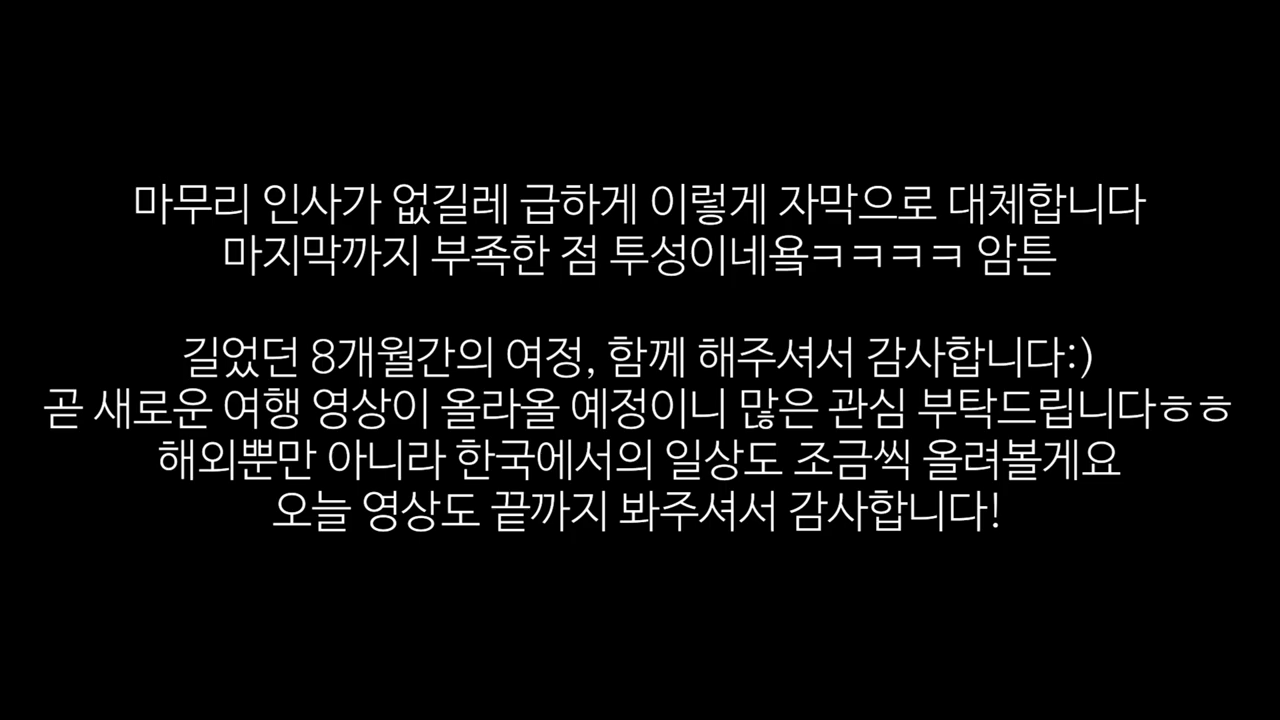 마무리 인사가 없길레 급하게 이렇게 자막으로 대체합니다
마지막까지 부족한 점 투성이네욬ㅋㅋㅋㅋ 암튼
길었던 8개월간의 여정, 함께 해주셔서 감사합니다:)
곧 새로운 여행 영상이 올라올 예정이니 많은 관심 부탁드립니다ㅎㅎ
해외뿐만 아니라 한국에서의 일상도 조금씩 올려볼게요
오늘 영상도 끝까지 봐주셔서 감사합니다!